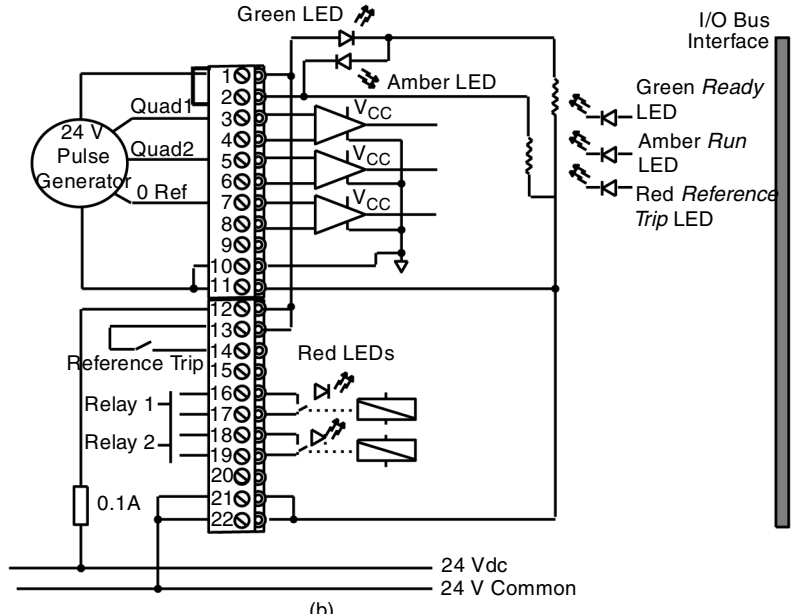 Green LED
Amber LED
I/O Bus
Interface
Green Ready
LED
Amber Run
LED
Red Reference
Trip LED
24 V
Pulse
Generator
Quad1
Quad2
0 Ref
1
2
3
4
5
6
7
8
9
10
11
12
13
14
15
16
17
18
19
20
21
22
VCC
VCC
VCC
Reference Trip
Red LEDs
Relay 1
Relay 2
0.1A
24 Vdc
24 V Common
(b)